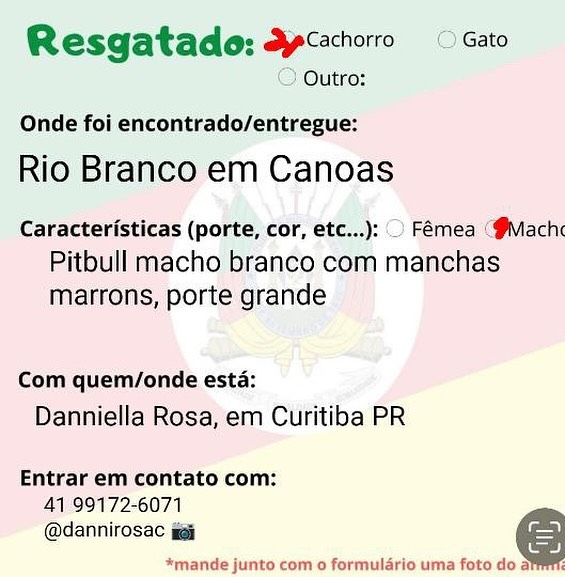 Resgatado: Cachorro Gato
Outro:
Onde foi encontrado/entregue:
Rio Branco em Canoas
Características (porte, cor, etc...): Fêmea Macho
Pitbull macho branco com manchas
marrons, porte grande
Com quem/onde está:
Danniella Rosa, em Curitiba PR
Entrar em contato com:
41 99172-6071
@dannirosac 📷
*mande junto com o formulário uma foto do